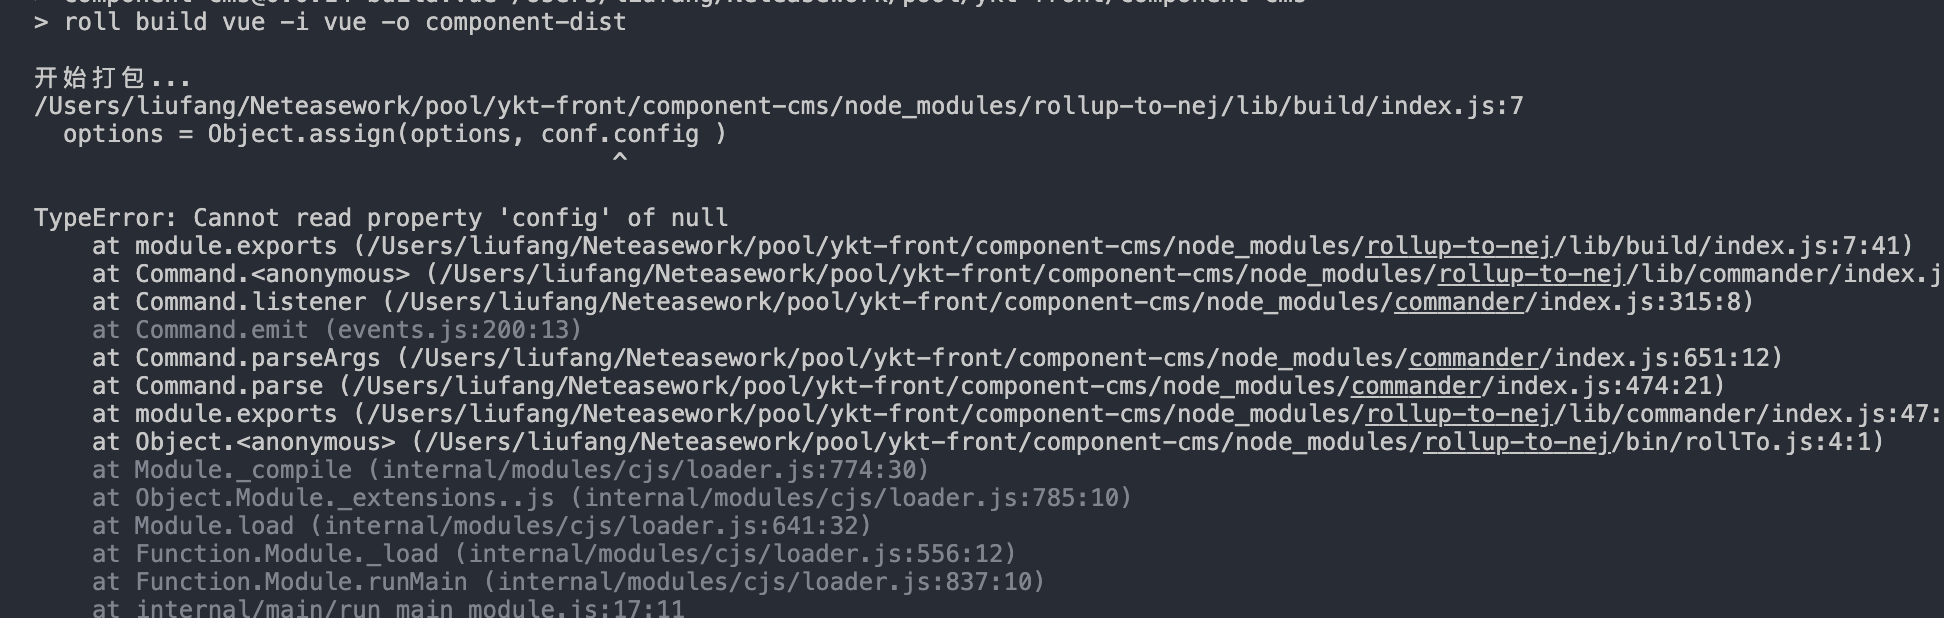 > roll build vue -i vue -o component-dist
开始打包...
/Users/liufang/Neteasework/pool/ykt-front/component-cms/node_modules/rollup-to-nej/lib/build/index.js:7
  options = Object.assign(options, conf.config )
                                        ^
TypeError: Cannot read property 'config' of null
    at module.exports (/Users/liufang/Neteasework/pool/ykt-front/component-cms/node_modules/rollup-to-nej/lib/build/index.js:7:41)
    at Command.<anonymous> (/Users/liufang/Neteasework/pool/ykt-front/component-cms/node_modules/rollup-to-nej/lib/commander/index.j
    at Command.listener (/Users/liufang/Neteasework/pool/ykt-front/component-cms/node_modules/commander/index.js:315:8)
    at Command.emit (events.js:200:13)
    at Command.parseArgs (/Users/liufang/Neteasework/pool/ykt-front/component-cms/node_modules/commander/index.js:651:12)
    at Command.parse (/Users/liufang/Neteasework/pool/ykt-front/component-cms/node_modules/commander/index.js:474:21)
    at module.exports (/Users/liufang/Neteasework/pool/ykt-front/component-cms/node_modules/rollup-to-nej/lib/commander/index.js:47:
    at Object.<anonymous> (/Users/liufang/Neteasework/pool/ykt-front/component-cms/node_modules/rollup-to-nej/bin/rollTo.js:4:1)
    at Module._compile (internal/modules/cjs/loader.js:774:30)
    at Object.Module._extensions..js (internal/modules/cjs/loader.js:785:10)
    at Module.load (internal/modules/cjs/loader.js:641:32)
    at Function.Module._load (internal/modules/cjs/loader.js:556:12)
    at Function.Module.runMain (internal/modules/cjs/loader.js:837:10)
    at internal/main/run_main_module.js:17:11